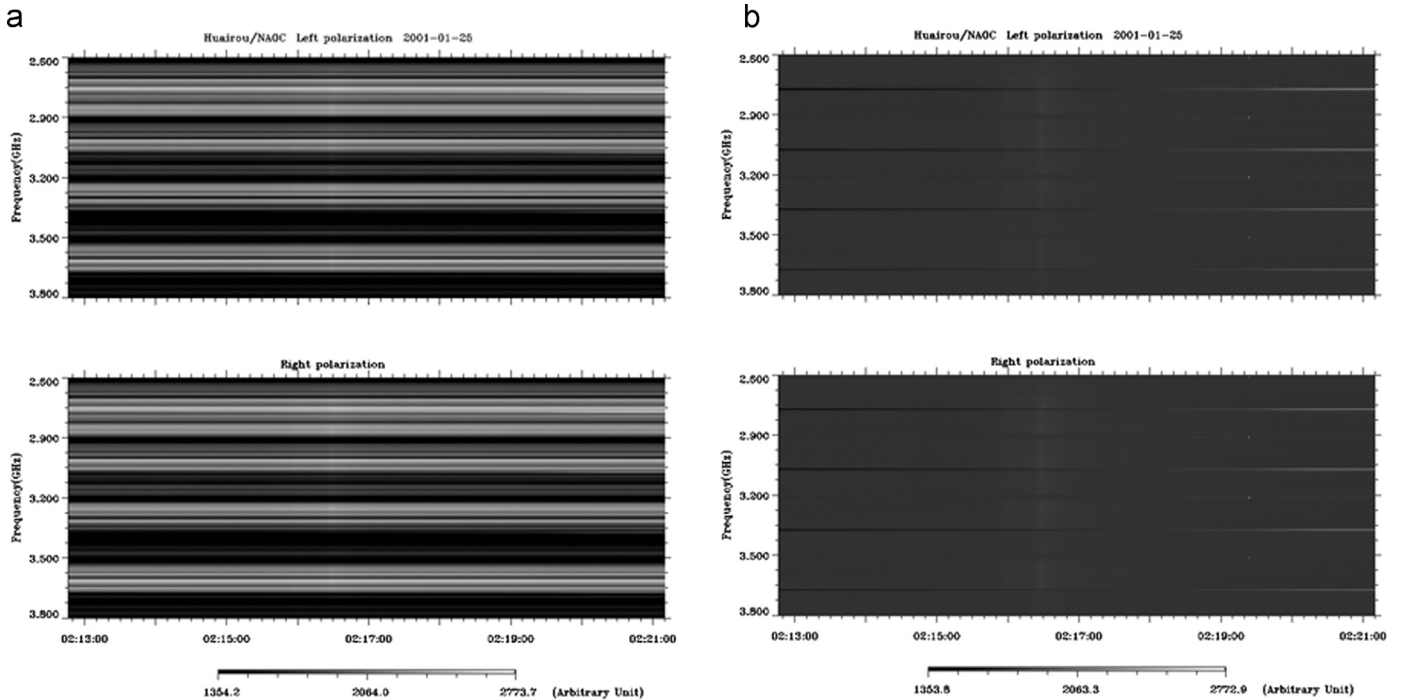 a
Huairou/NAOC Left polarization 2001-01-25
2.600
2.900
3.200
3.500
3.800
Frequency(GHz)
Right polarization
2.600
2.900
3.200
3.500
3.800
Frequency(GHz)
02:13:00 02:15:00 02:17:00 02:19:00 02:21:00
1354.2 2064.0 2773.7 (Arbitrary Unit)
b
Huairou/NAOC Left polarization 2001-01-25
2.600
2.900
3.200
3.500
3.800
Frequency(GHz)
Right polarization
2.600
2.900
3.200
3.500
3.800
Frequency(GHz)
02:13:00 02:15:00 02:17:00 02:19:00 02:21:00
1353.8 2063.3 2772.9 (Arbitrary Unit)